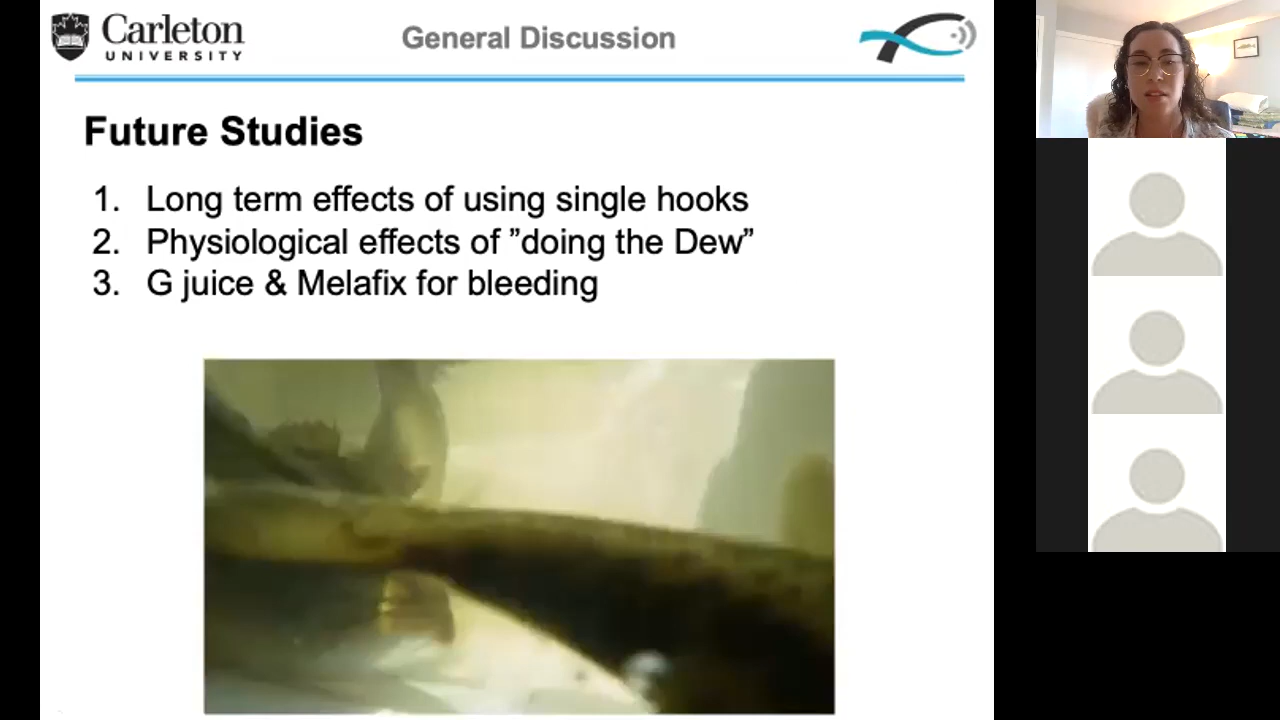 Carleton
UNIVERSITY
General Discussion
Future Studies
1. Long term effects of using single hooks
2. Physiological effects of ”doing the Dew”
3. G juice & Melafix for bleeding